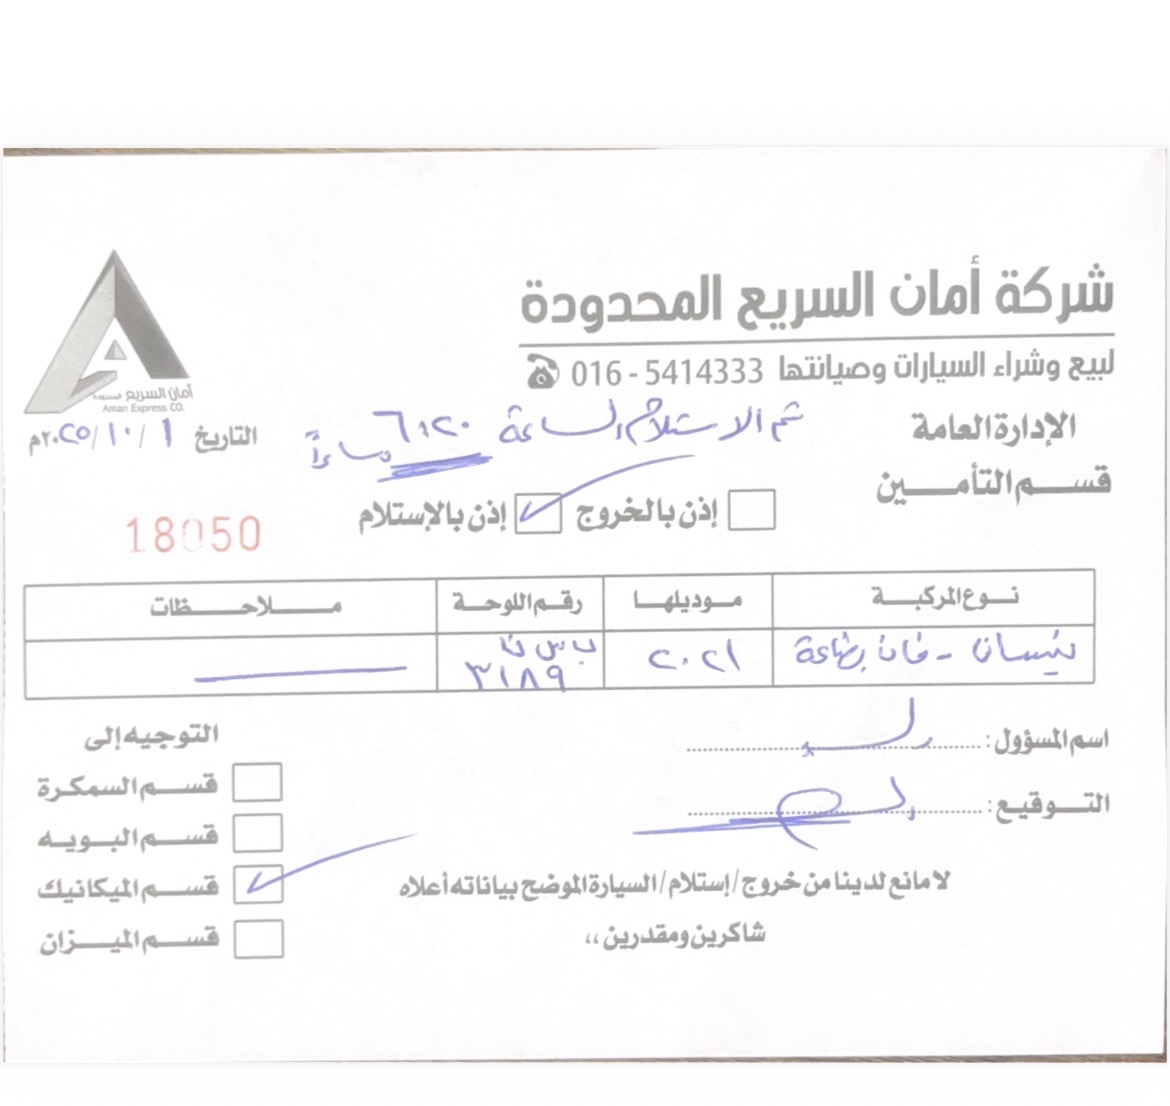 شركة أمان السريع المحدودة
لبيع وشراء السيارات وصيانتها 016 - 5414333
أمان السريع المحدودة
Aman Express CO.
الإدارة العامة
تم الاستلام الساعة ٦:٢٠ مساءاً
التاريخ ١ / ١٠ / ٢٠٢٥م
قسم التأمين
إذن بالخروج
إذن بالإستلام
18050
نوع المركبة موديلها رقم اللوحة ملاحظات
نيسان - فان بضاعة ٢٠٢١ ب س ن ٣١٨٩
اسم المسؤول :
التوقيع :
التوجيه إلى
قسم السمكرة
قسم البويه
قسم الميكانيك
قسم الميزان
لا مانع لدينا من خروج / إستلام / السيارة الموضح بياناته أعلاه
شاكرين ومقدرين ،،